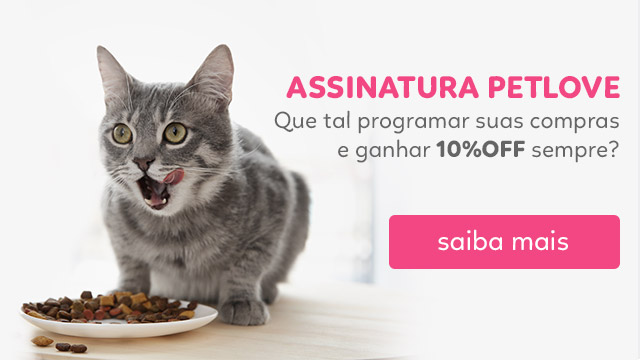 ASSINATURA PETLOVE
Que tal programar suas compras
e ganhar 10%OFF sempre?
saiba mais